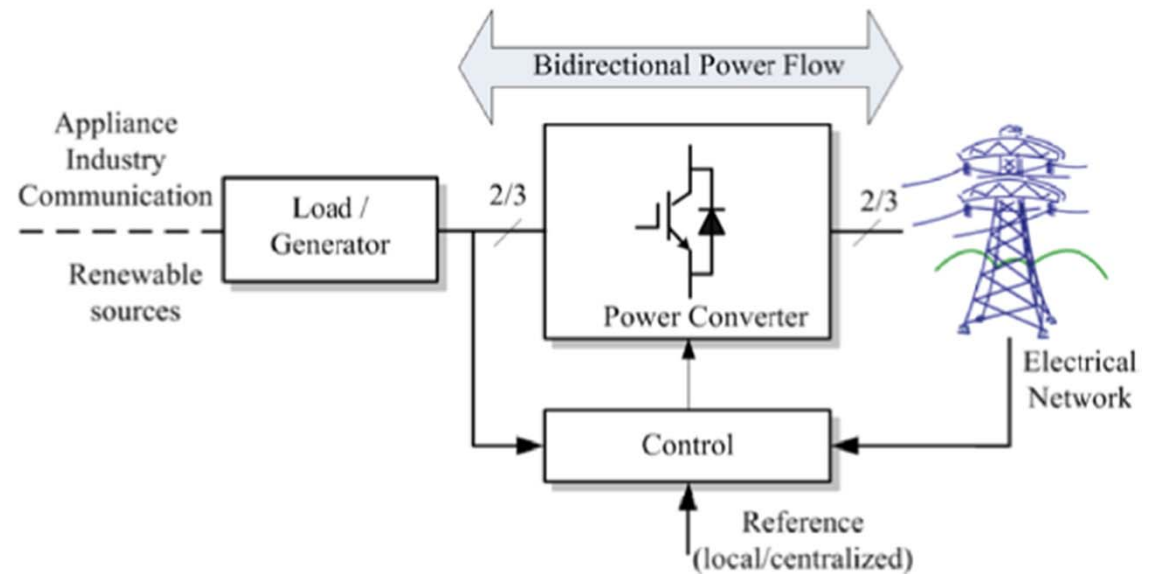 Bidirectional Power Flow
Appliance
Industry
Communication
Renewable
sources
Load /
Generator
2/3
Power Converter
2/3
Electrical
Network
Control
Reference
(local/centralized)